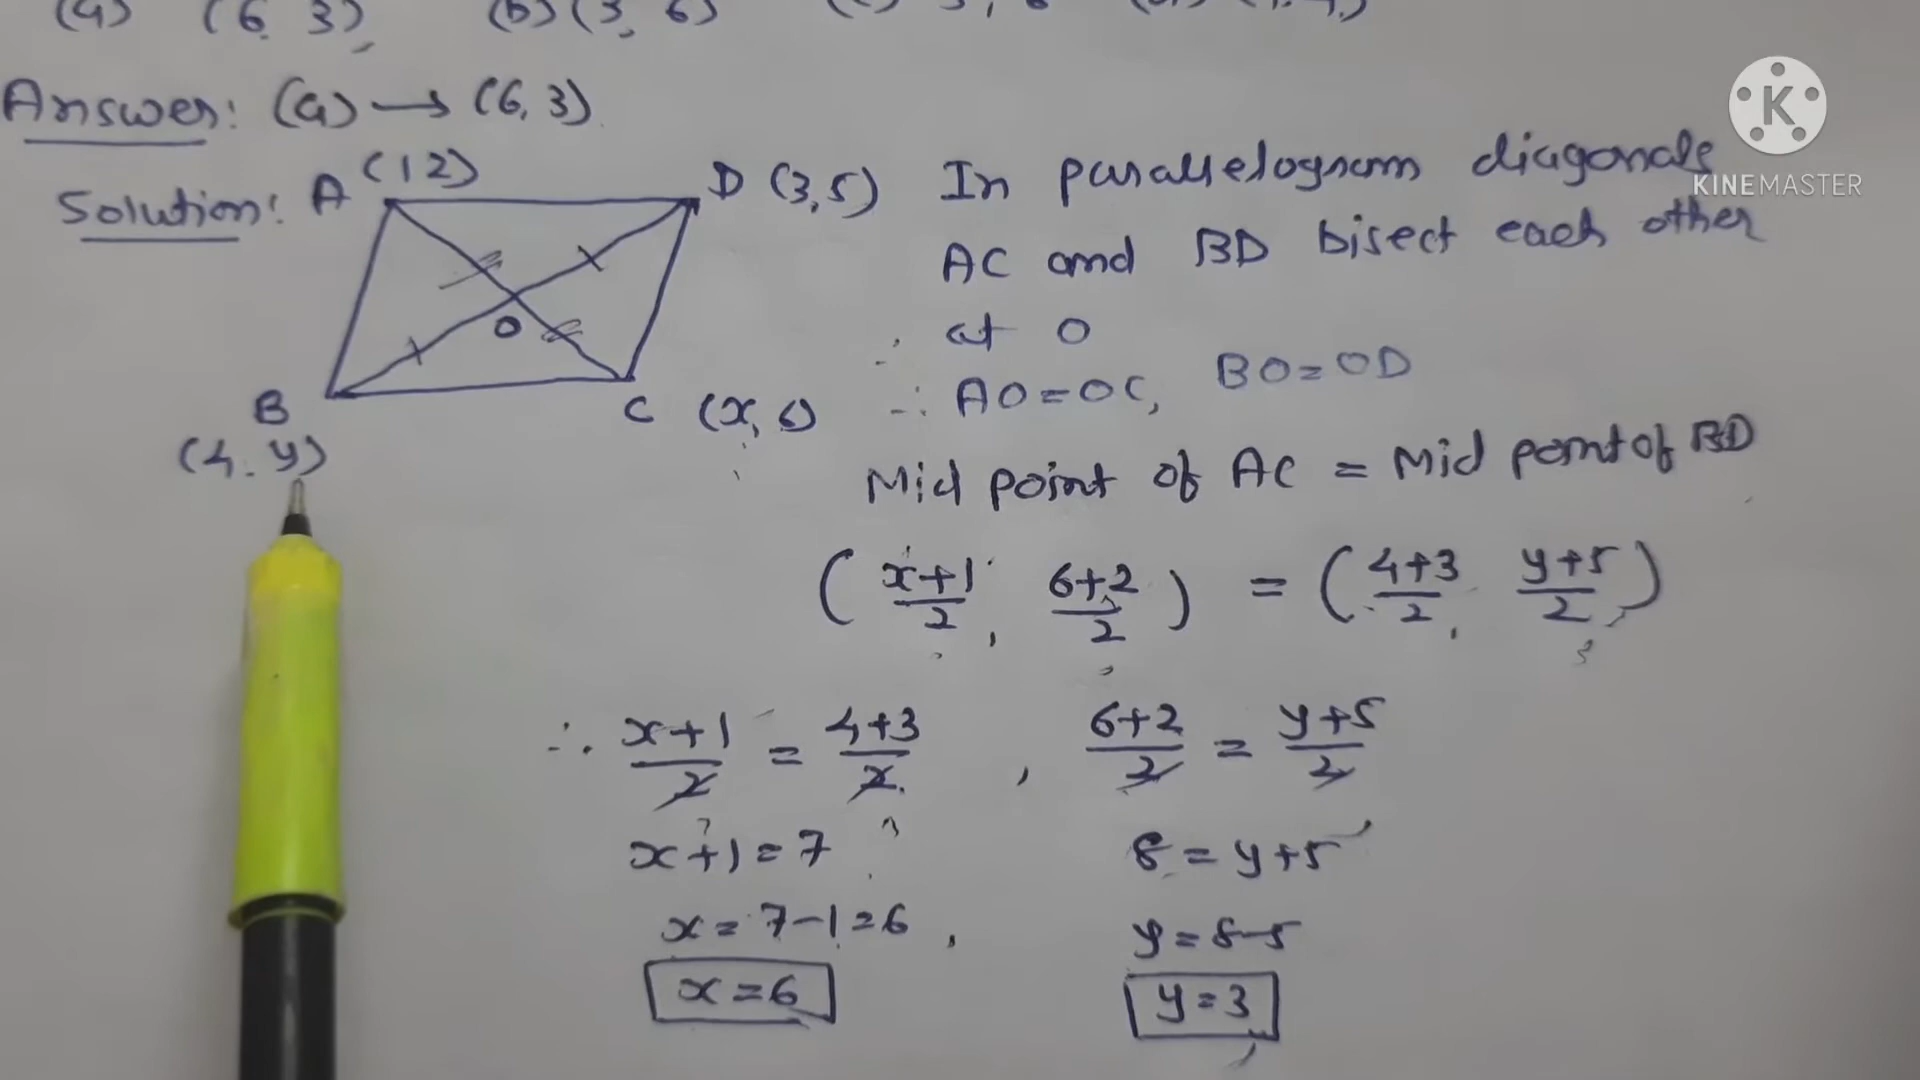 (a) (6, 3), (b) (3, 6)
Answer: (a) → (6, 3)
K
KINEMASTER
Solution:
A (1 2)
D (3, 5)
O
B
(4, y)
C (x, 6)
In parallelogram diagonals
AC and BD bisect each other
at O
∴ AO = OC, BO = OD
Mid point of AC = Mid point of BD
(x+1/2, 6+2/2) = (4+3/2, y+5/2)
∴ x+1/2 = 4+3/2 , 6+2/2 = y+5/2
x+1 = 7 8 = y+5
x = 7-1 = 6 , y = 8-5
x = 6 y = 3